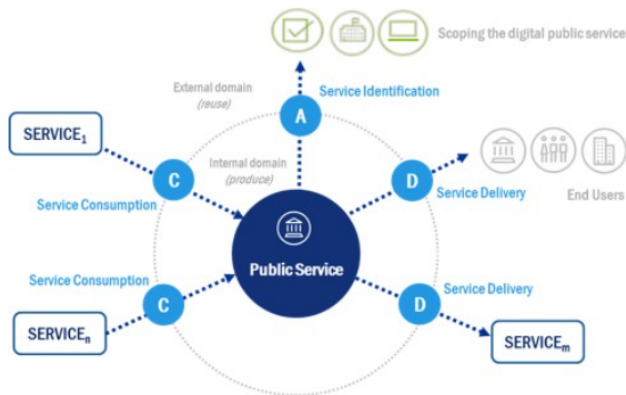 Scoping the digital public service
External domain
(reuse)
Service Identification
A
SERVICE1
Internal domain
(produce)
C
D
Service Consumption
Service Delivery
End Users
Public Service
Service Consumption
Service Delivery
C
D
SERVICEn
SERVICEm